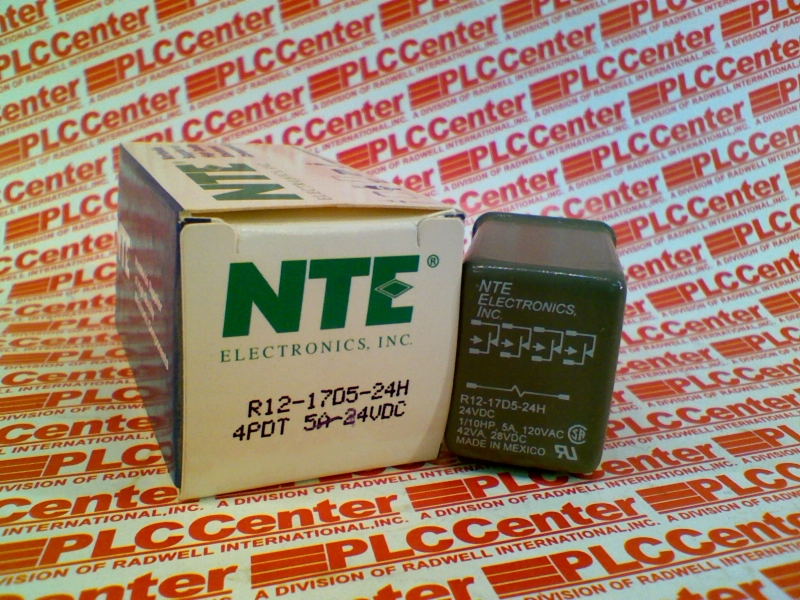 PLCCenter
A DIVISION OF RADWELL INTERNATIONAL, INC.
NTE
NTE®
ELECTRONICS, INC.
R12-17D5-24H
4PDT 5A-24VDC
NTE
ELECTRONICS,
INC.
R12-17D5-24H
24VDC
1/10HP, 5A, 120VAC
42VA, 28VDC
MADE IN MEXICO